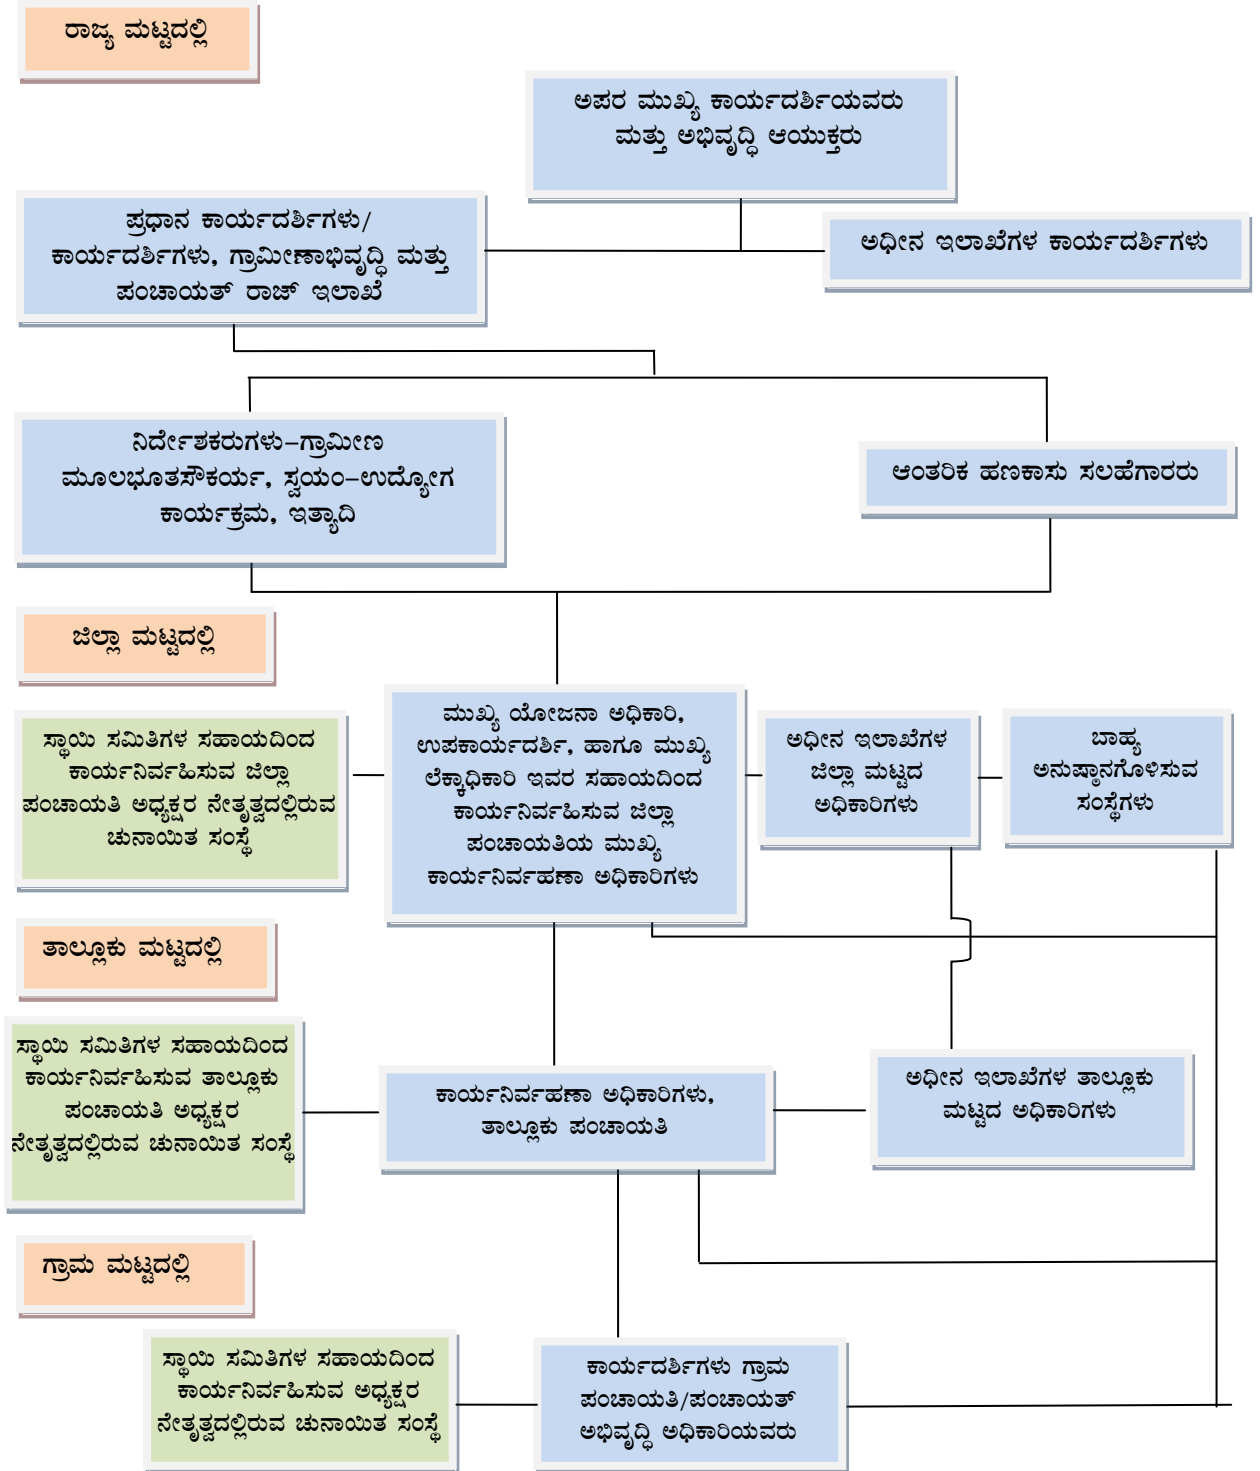 ರಾಜ್ಯ ಮಟ್ಟದಲ್ಲಿ
ಅಪರ ಮುಖ್ಯ ಕಾರ್ಯದರ್ಶಿಯವರು
ಮತ್ತು ಅಭಿವೃದ್ಧಿ ಆಯುಕ್ತರು
ಪ್ರಧಾನ ಕಾರ್ಯದರ್ಶಿಗಳು/
ಕಾರ್ಯದರ್ಶಿಗಳು, ಗ್ರಾಮೀಣಾಭಿವೃದ್ಧಿ ಮತ್ತು
ಪಂಚಾಯತ್ ರಾಜ್ ಇಲಾಖೆ
ಅಧೀನ ಇಲಾಖೆಗಳ ಕಾರ್ಯದರ್ಶಿಗಳು
ನಿರ್ದೇಶಕರುಗಳು–ಗ್ರಾಮೀಣ
ಮೂಲಭೂತಸೌಕರ್ಯ, ಸ್ವಯಂ–ಉದ್ಯೋಗ
ಕಾರ್ಯಕ್ರಮ, ಇತ್ಯಾದಿ
ಆಂತರಿಕ ಹಣಕಾಸು ಸಲಹೆಗಾರರು
ಜಿಲ್ಲಾ ಮಟ್ಟದಲ್ಲಿ
ಸ್ಥಾಯಿ ಸಮಿತಿಗಳ ಸಹಾಯದಿಂದ
ಕಾರ್ಯನಿರ್ವಹಿಸುವ ಜಿಲ್ಲಾ
ಪಂಚಾಯತಿ ಅಧ್ಯಕ್ಷರ ನೇತೃತ್ವದಲ್ಲಿರುವ
ಚುನಾಯಿತ ಸಂಸ್ಥೆ
ಮುಖ್ಯ ಯೋಜನಾ ಅಧಿಕಾರಿ,
ಉಪಕಾರ್ಯದರ್ಶಿ, ಹಾಗೂ ಮುಖ್ಯ
ಲೆಕ್ಕಾಧಿಕಾರಿ ಇವರ ಸಹಾಯದಿಂದ
ಕಾರ್ಯನಿರ್ವಹಿಸುವ ಜಿಲ್ಲಾ
ಪಂಚಾಯತಿಯ ಮುಖ್ಯ
ಕಾರ್ಯನಿರ್ವಹಣಾ ಅಧಿಕಾರಿಗಳು
ಅಧೀನ ಇಲಾಖೆಗಳ
ಜಿಲ್ಲಾ ಮಟ್ಟದ
ಅಧಿಕಾರಿಗಳು
ಬಾಹ್ಯ
ಅನುಷ್ಠಾನಗೊಳಿಸುವ
ಸಂಸ್ಥೆಗಳು
ತಾಲ್ಲೂಕು ಮಟ್ಟದಲ್ಲಿ
ಸ್ಥಾಯಿ ಸಮಿತಿಗಳ ಸಹಾಯದಿಂದ
ಕಾರ್ಯನಿರ್ವಹಿಸುವ ತಾಲ್ಲೂಕು
ಪಂಚಾಯತಿ ಅಧ್ಯಕ್ಷರ
ನೇತೃತ್ವದಲ್ಲಿರುವ ಚುನಾಯಿತ ಸಂಸ್ಥೆ
ಕಾರ್ಯನಿರ್ವಹಣಾ ಅಧಿಕಾರಿಗಳು,
ತಾಲ್ಲೂಕು ಪಂಚಾಯತಿ
ಅಧೀನ ಇಲಾಖೆಗಳ ತಾಲ್ಲೂಕು
ಮಟ್ಟದ ಅಧಿಕಾರಿಗಳು
ಗ್ರಾಮ ಮಟ್ಟದಲ್ಲಿ
ಸ್ಥಾಯಿ ಸಮಿತಿಗಳ ಸಹಾಯದಿಂದ
ಕಾರ್ಯನಿರ್ವಹಿಸುವ ಅಧ್ಯಕ್ಷರ
ನೇತೃತ್ವದಲ್ಲಿರುವ ಚುನಾಯಿತ ಸಂಸ್ಥೆ
ಕಾರ್ಯದರ್ಶಿಗಳು ಗ್ರಾಮ
ಪಂಚಾಯತಿ/ಪಂಚಾಯತ್
ಅಭಿವೃದ್ಧಿ ಅಧಿಕಾರಿಯವರು